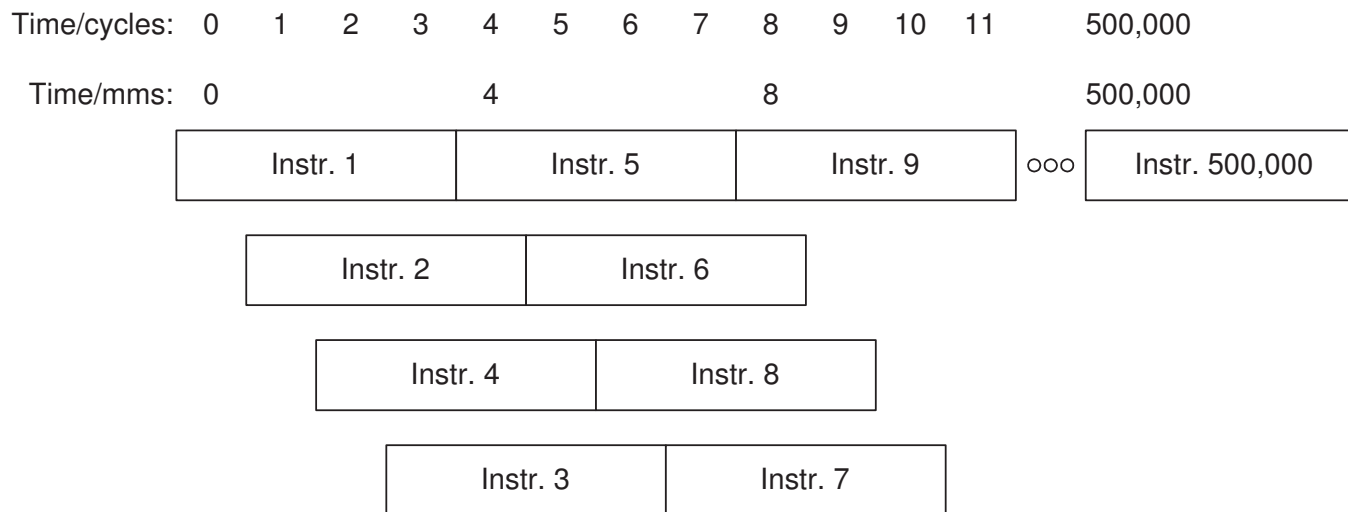 Time/cycles: 0 1 2 3 4 5 6 7 8 9 10 11 500,000
Time/mms: 0 4 8 500,000
Instr. 1 Instr. 5 Instr. 9 ooo Instr. 500,000
Instr. 2 Instr. 6
Instr. 4 Instr. 8
Instr. 3 Instr. 7